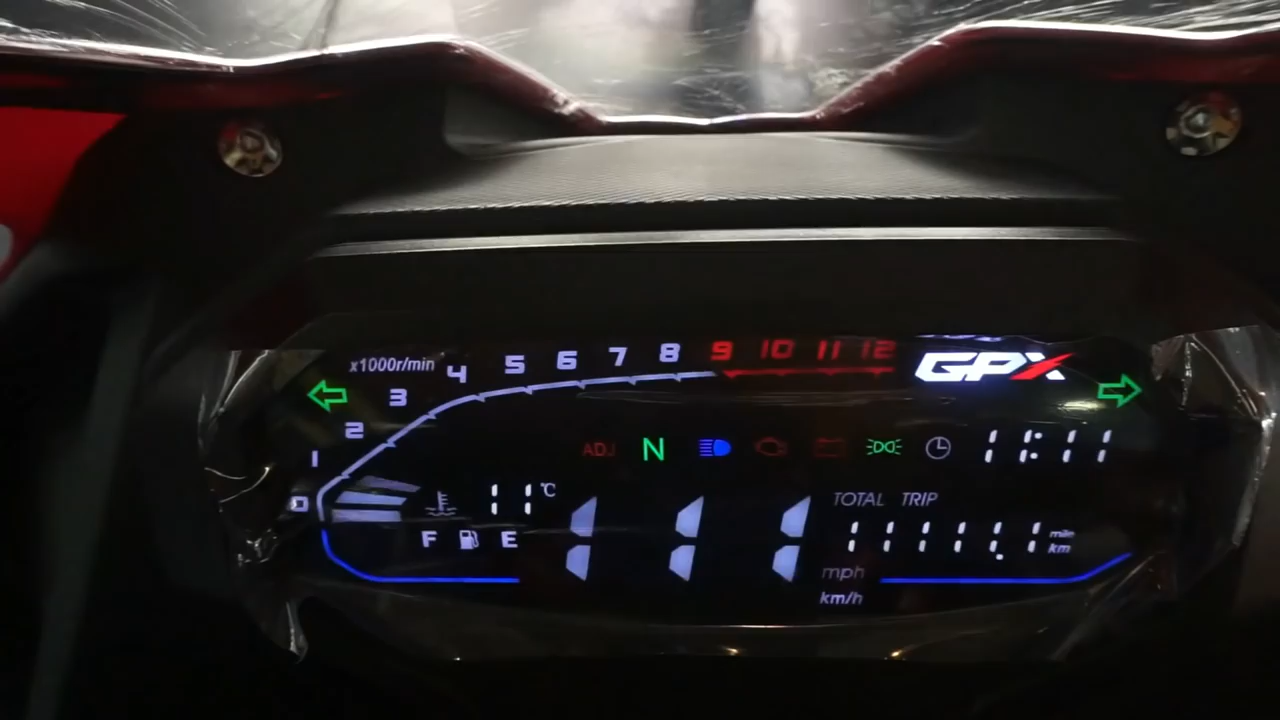 x1000r/min
0 1 2 3 4 5 6 7 8 9 10 11 12
GPX
ADJ N 11:11
11 °C
TOTAL TRIP
F E
111 11111.1 mile
km
mph
km/h